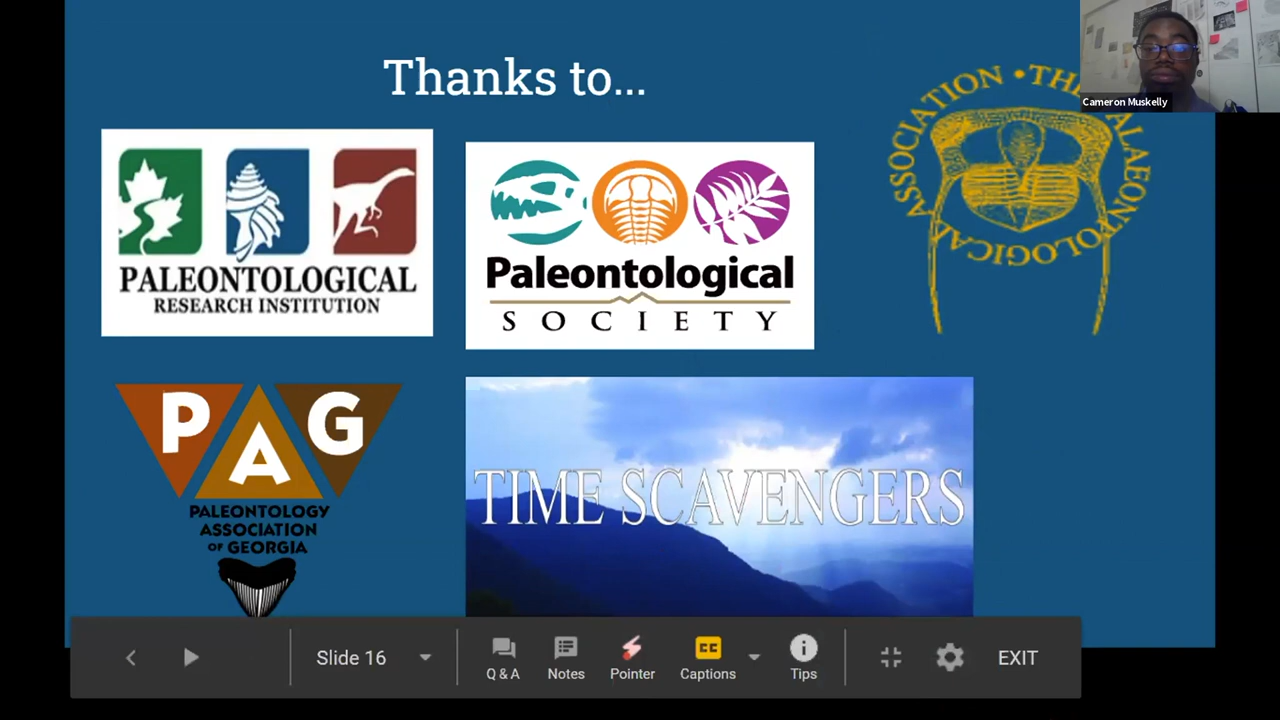 Thanks to...
Cameron Muskelly
PALEONTOLOGICAL
RESEARCH INSTITUTION
Paleontological
SOCIETY
ASSOCIATION • THE PALAEONTOLOGICAL
PAG
PALEONTOLOGY
ASSOCIATION
OF GEORGIA
TIME SCAVENGERS
Slide 16
Q & A
Notes
CC
Pointer
Captions
Tips
EXIT